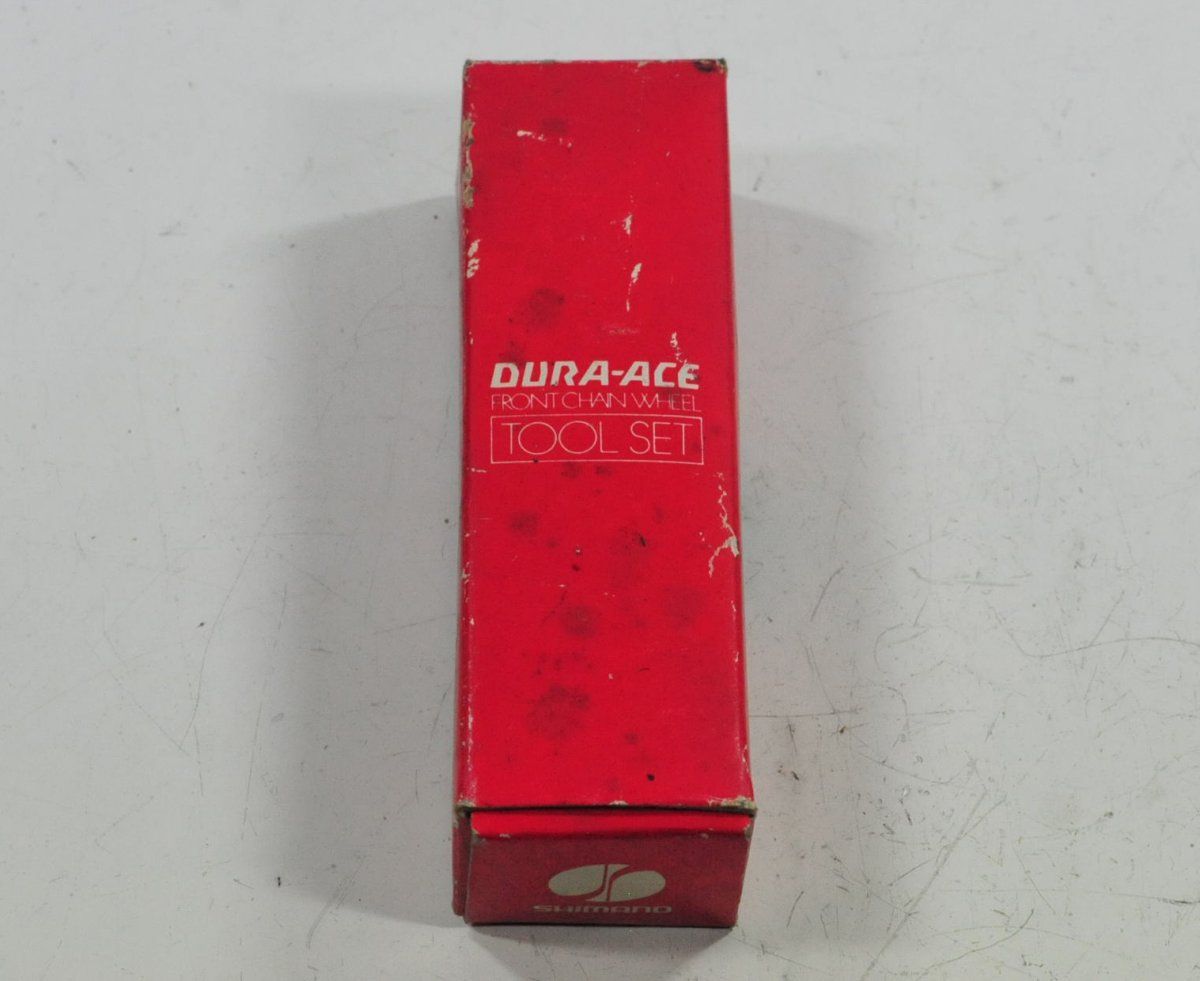 DURA-ACE
FRONT CHAIN WHEEL
TOOL SET
SHIMANO